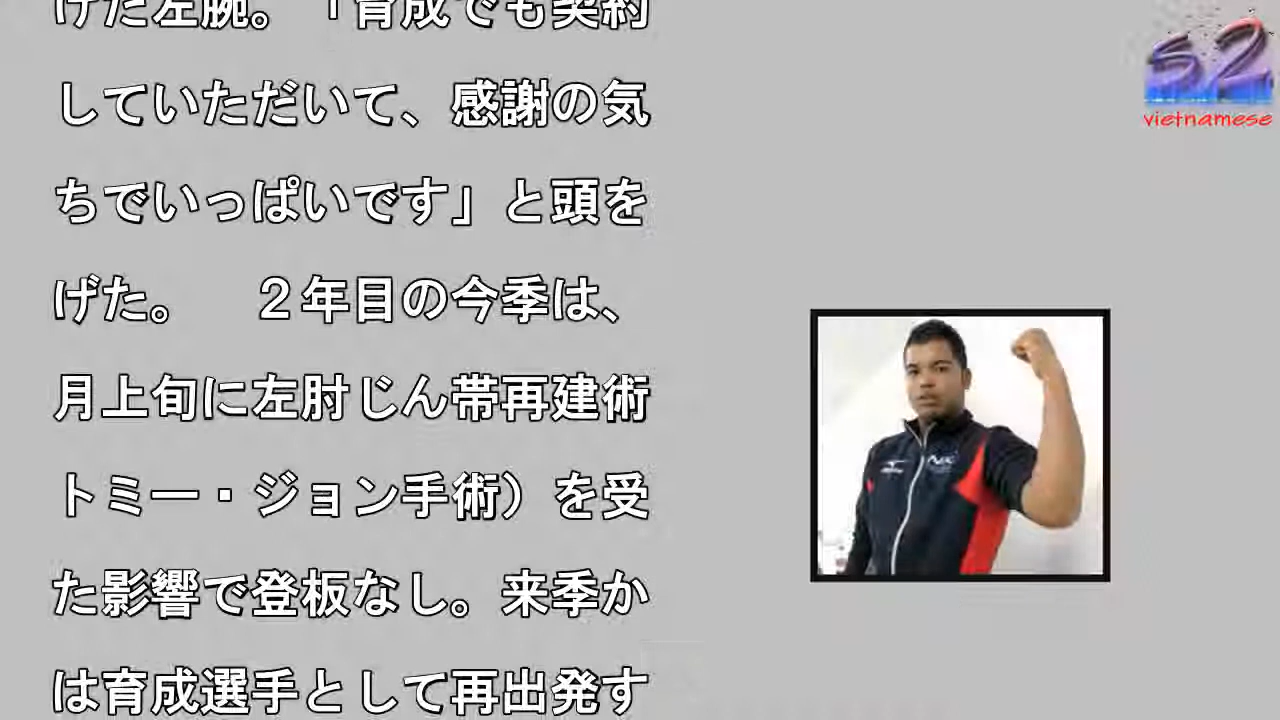 けた左腕。「育成でも契約
していただいて、感謝の気
ちでいっぱいです」と頭を
げた。　２年目の今季は、
月上旬に左肘じん帯再建術
トミー・ジョン手術）を受
た影響で登板なし。来季か
は育成選手として再出発す
S2
vietnamese